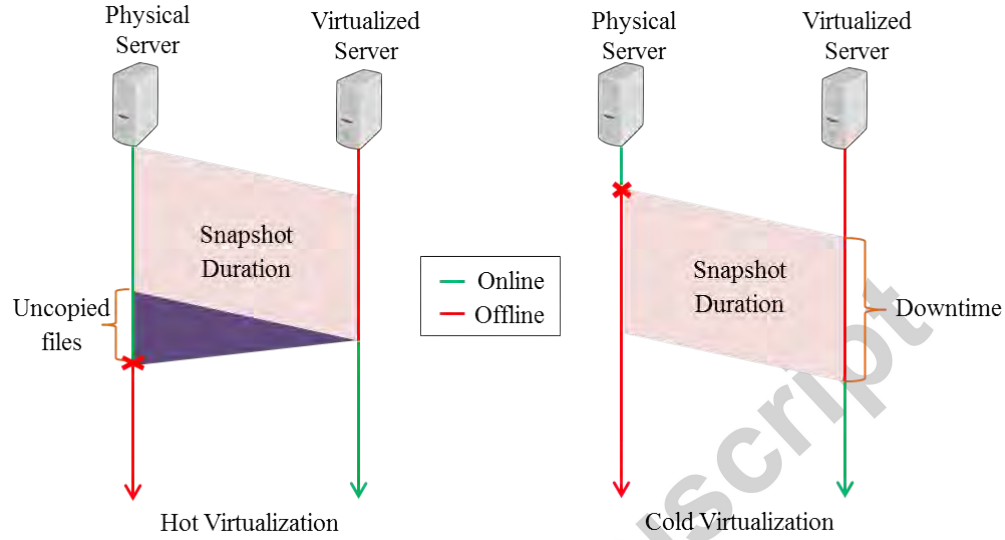 Physical
Server
Virtualized
Server
Snapshot
Duration
Uncopied
files
Hot Virtualization
Online
Offline
Physical
Server
Virtualized
Server
Snapshot
Duration
Downtime
Cold Virtualization